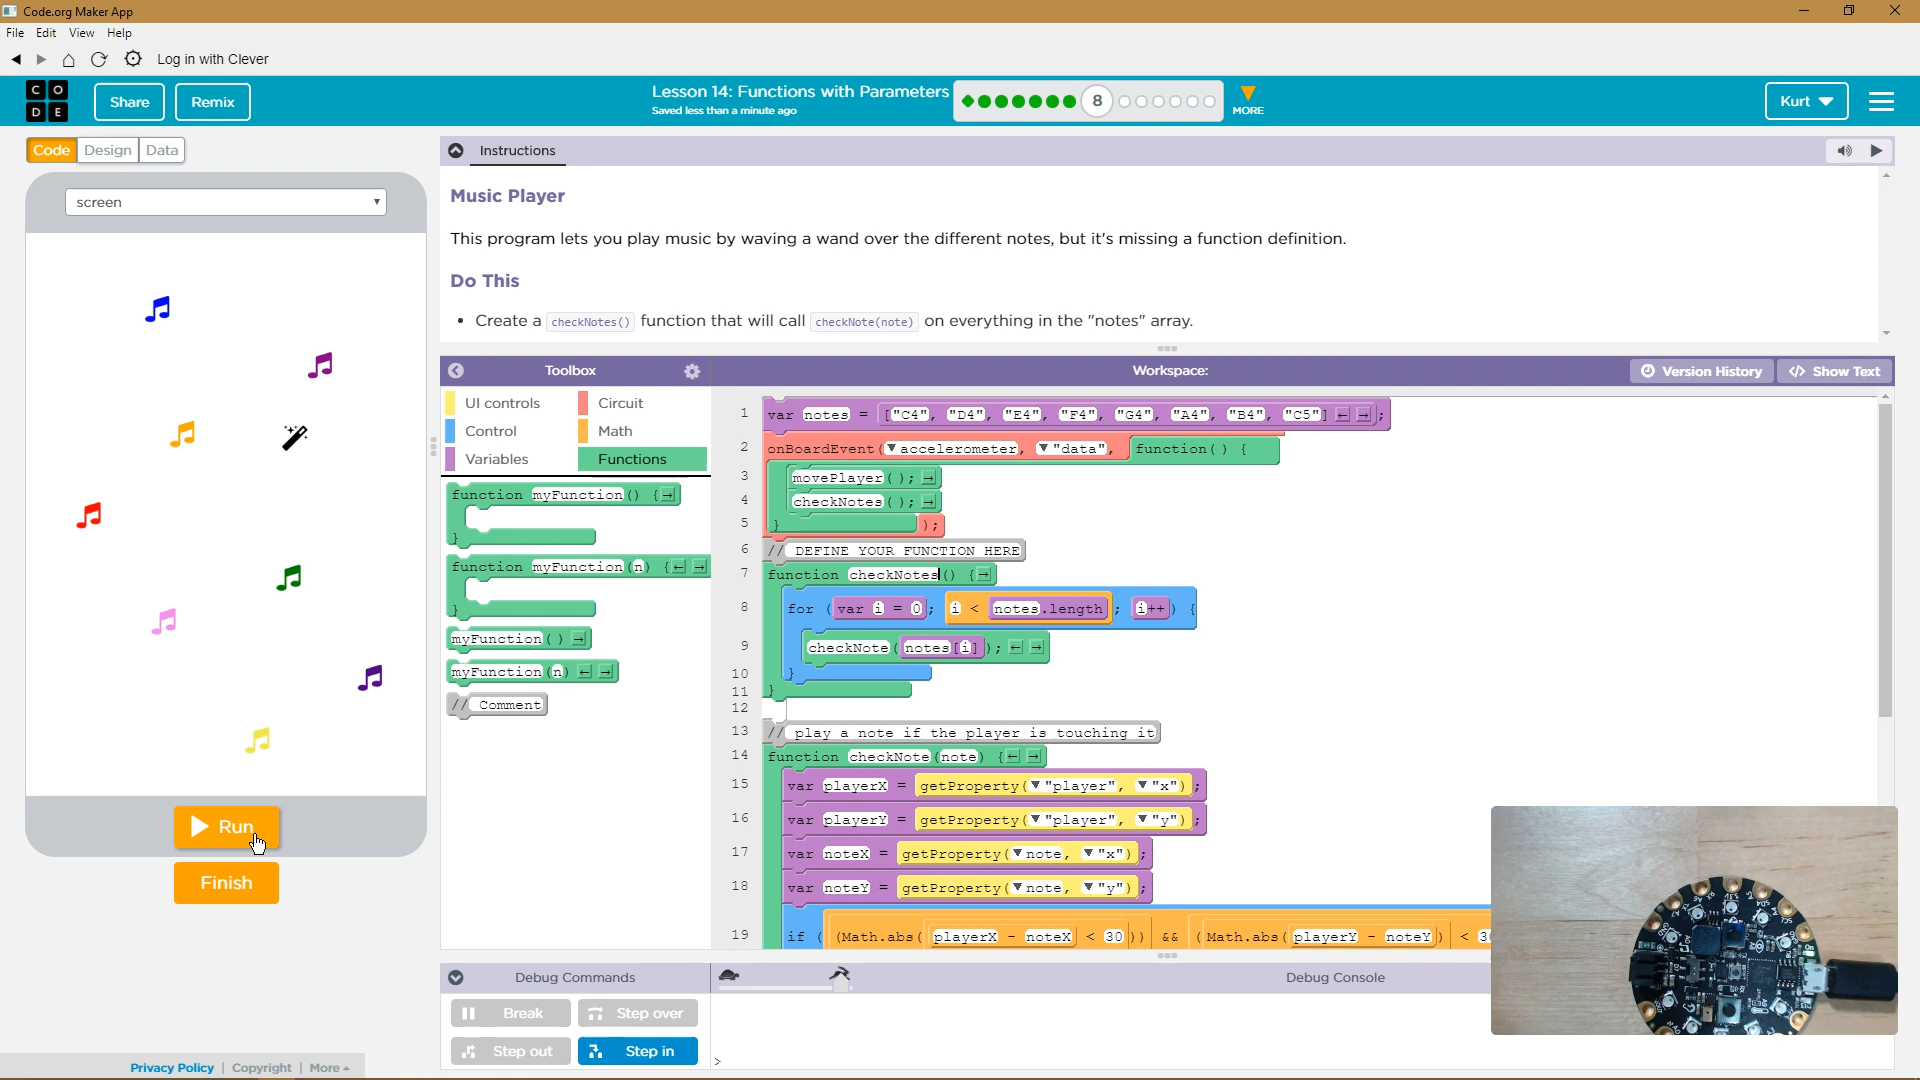 Code.org Maker App
File Edit View Help
Log in with Clever
C O
D E
Share
Remix
Lesson 14: Functions with Parameters
Saved less than a minute ago
8
MORE
Kurt
Code Design Data
screen
Instructions
Music Player
This program lets you play music by waving a wand over the different notes, but it's missing a function definition.
Do This
• Create a checkNotes() function that will call checkNote(note) on everything in the "notes" array.
Toolbox
Workspace:
Version History
</> Show Text
UI controls
Circuit
Control
Math
Variables
Functions
function myFunction() {
}
function myFunction(n) {
}
myFunction()
myFunction(n)
// Comment
1 var notes = ["C4", "D4", "E4", "F4", "G4", "A4", "B4", "C5"];
2 onBoardEvent(accelerometer, "data", function() {
3 movePlayer();
4 checkNotes();
5 });
6 // DEFINE YOUR FUNCTION HERE
7 function checkNotes() {
8 for (var i = 0; i < notes.length; i++) {
9 checkNote(notes[i]);
10 }
11 }
12
13 // play a note if the player is touching it
14 function checkNote(note) {
15 var playerX = getProperty("player", "x");
16 var playerY = getProperty("player", "y");
17 var noteX = getProperty(note, "x");
18 var noteY = getProperty(note, "y");
19 if ((Math.abs(playerX - noteX < 30)) && (Math.abs(playerY - noteY) < 30
Run
Finish
Debug Commands
Debug Console
Break
Step over
Step out
Step in
>
Privacy Policy | Copyright | More